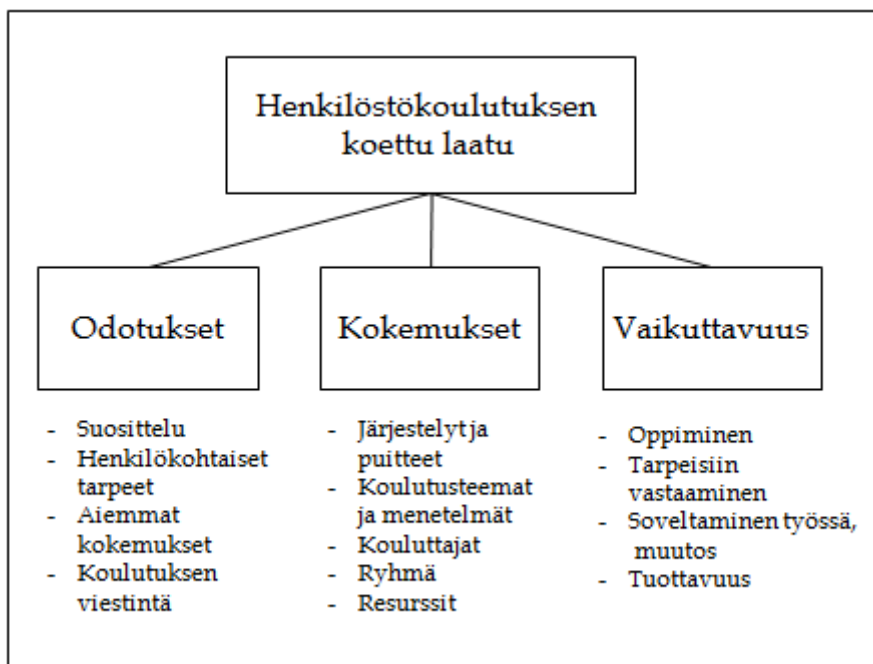 Henkilöstökoulutuksen
koettu laatu
Odotukset
- Suosittelu
- Henkilökohtaiset
tarpeet
- Aiemmat
kokemukset
- Koulutuksen
viestintä
Kokemukset
- Järjestelyt ja
puitteet
- Koulutusteemat
ja menetelmät
- Kouluttajat
- Ryhmä
- Resurssit
Vaikuttavuus
- Oppiminen
- Tarpeisiin
vastaaminen
- Soveltaminen työssä,
muutos
- Tuottavuus